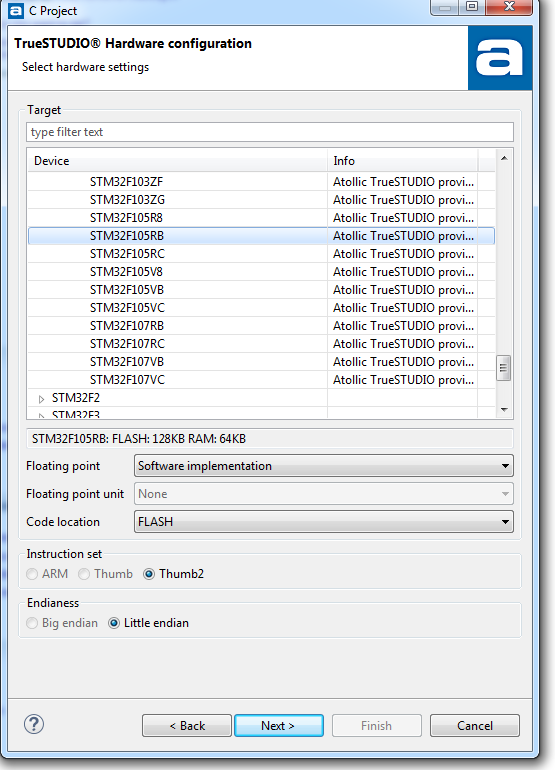 C Project
TrueSTUDIO® Hardware configuration
Select hardware settings
a
Target
type filter text
Device Info
STM32F103ZF Atollic TrueSTUDIO provi...
STM32F103ZG Atollic TrueSTUDIO provi...
STM32F105R8 Atollic TrueSTUDIO provi...
STM32F105RB Atollic TrueSTUDIO provi...
STM32F105RC Atollic TrueSTUDIO provi...
STM32F105V8 Atollic TrueSTUDIO provi...
STM32F105VB Atollic TrueSTUDIO provi...
STM32F105VC Atollic TrueSTUDIO provi...
STM32F107RB Atollic TrueSTUDIO provi...
STM32F107RC Atollic TrueSTUDIO provi...
STM32F107VB Atollic TrueSTUDIO provi...
STM32F107VC Atollic TrueSTUDIO provi...
STM32F2
STM32F3
STM32F105RB: FLASH: 128KB RAM: 64KB
Floating point Software implementation
Floating point unit None
Code location FLASH
Instruction set
ARM Thumb Thumb2
Endianess
Big endian Little endian
? < Back Next > Finish Cancel